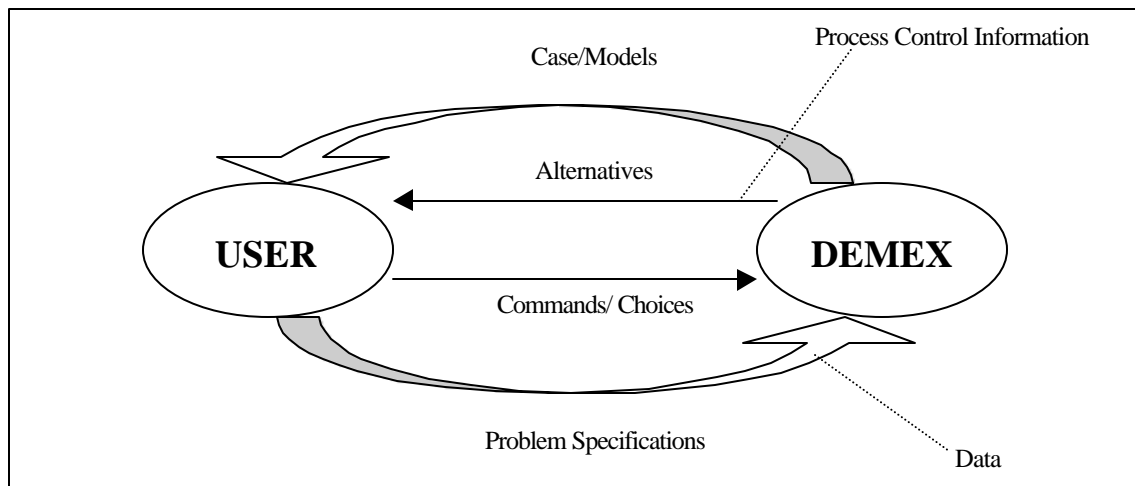 Process Control Information
Case/Models
Alternatives
USER
DEMEX
Commands/ Choices
Problem Specifications
Data